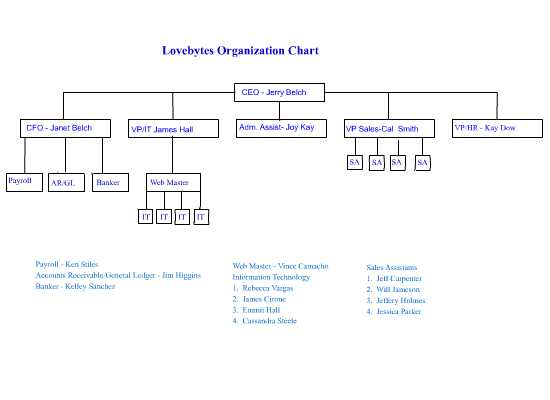 Lovebytes Organization Chart
CEO - Jerry Belch
CFO - Janet Belch
VP/IT James Hall
Adm. Assist- Joy Kay
VP Sales-Cal Smith
VP/HR - Kay Dow
SA SA SA SA
Payroll
AR/GL
Banker
Web Master
IT IT IT IT
Payroll - Ken Stiles
Accounts Receivable/General Ledger - Jim Higgins
Banker - Kelley Sanchez
Web Master - Vince Camacho
Information Technology
1. Rebecca Vargas
2. James Cirone
3. Emmit Hall
4. Cassandra Steele
Sales Assistants
1. Jeff Carpenter
2. Will Jameson
3. Jeffery Holmes
4. Jessica Parker